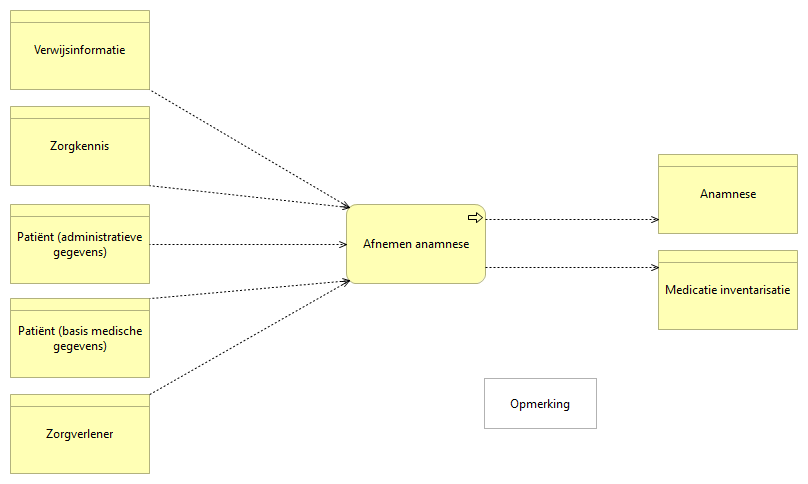 Verwijsinformatie
Zorgkennis
Patiënt (administratieve
gegevens)
Patiënt (basis medische
gegevens)
Zorgverlener
Afnemen anamnese
Anamnese
Medicatie inventarisatie
Opmerking